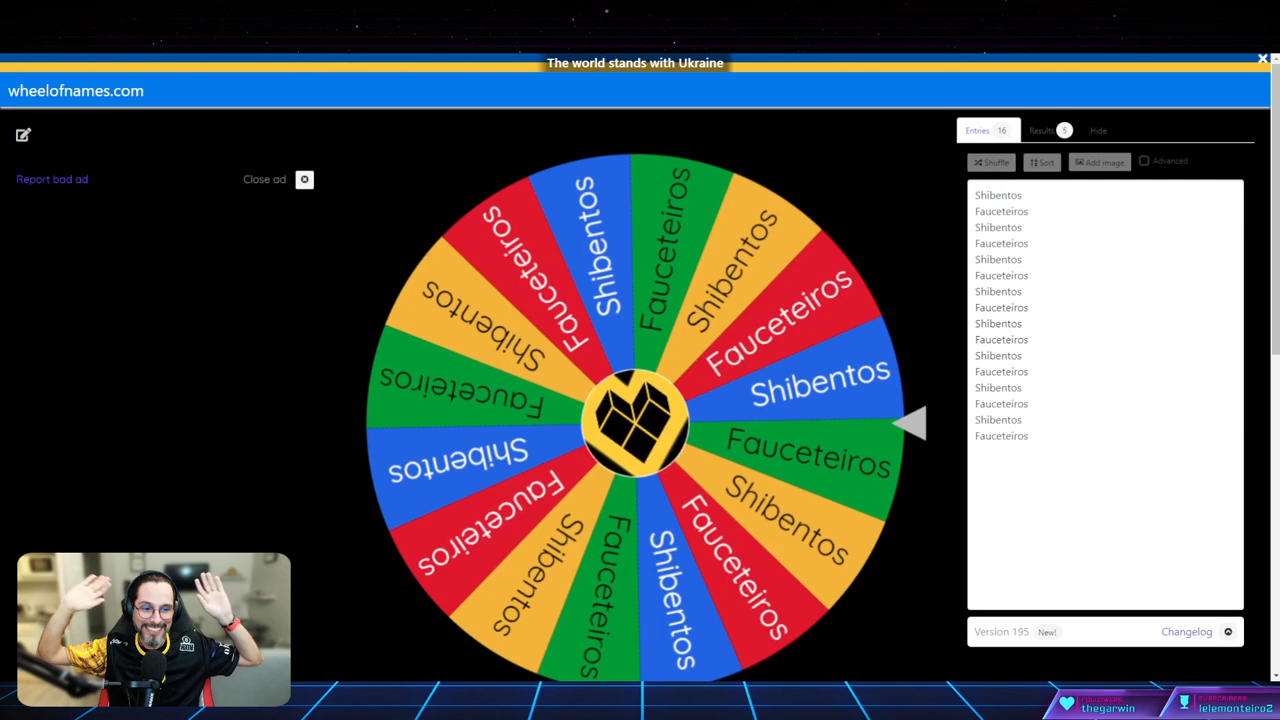 The world stands with Ukraine
wheelofnames.com
Report bad ad
Close ad
Entries 16
Results 5
Hide
Shuffle
Sort
Add image
Advanced
Shibentos
Fauceteiros
Shibentos
Fauceteiros
Shibentos
Fauceteiros
Shibentos
Fauceteiros
Shibentos
Fauceteiros
Shibentos
Fauceteiros
Shibentos
Fauceteiros
Shibentos
Fauceteiros
Fauceteiros
Shibentos
Fauceteiros
Shibentos
Fauceteiros
Shibentos
Fauceteiros
Shibentos
Fauceteiros
Shibentos
Fauceteiros
Shibentos
Fauceteiros
Shibentos
Fauceteiros
Shibentos
Version 195
New!
Changelog
thegarwin
lelemonteiro2